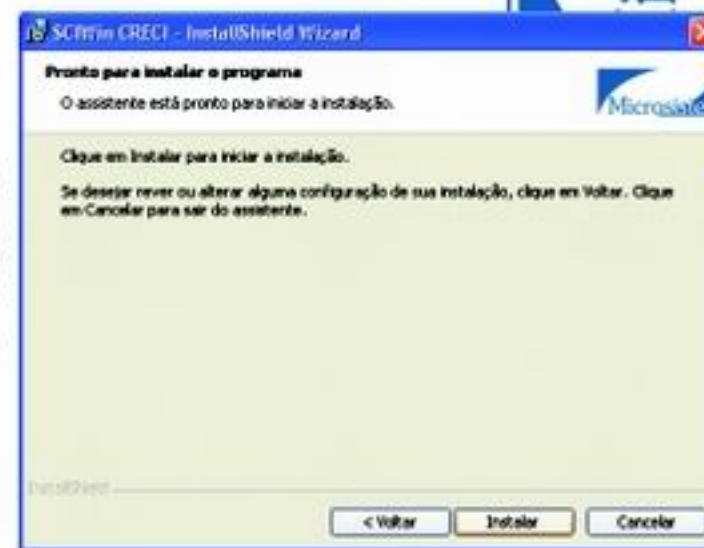 SCIWin CRECI - InstallShield Wizard
Pronto para instalar o programa
O assistente está pronto para iniciar a instalação.
Microsiale
Clique em Instalar para iniciar a instalação.
Se desejar rever ou alterar alguma configuração de sua instalação, clique em Voltar. Clique
em Cancelar para sair do assistente.
InstallShield
< Voltar
Instalar
Cancelar